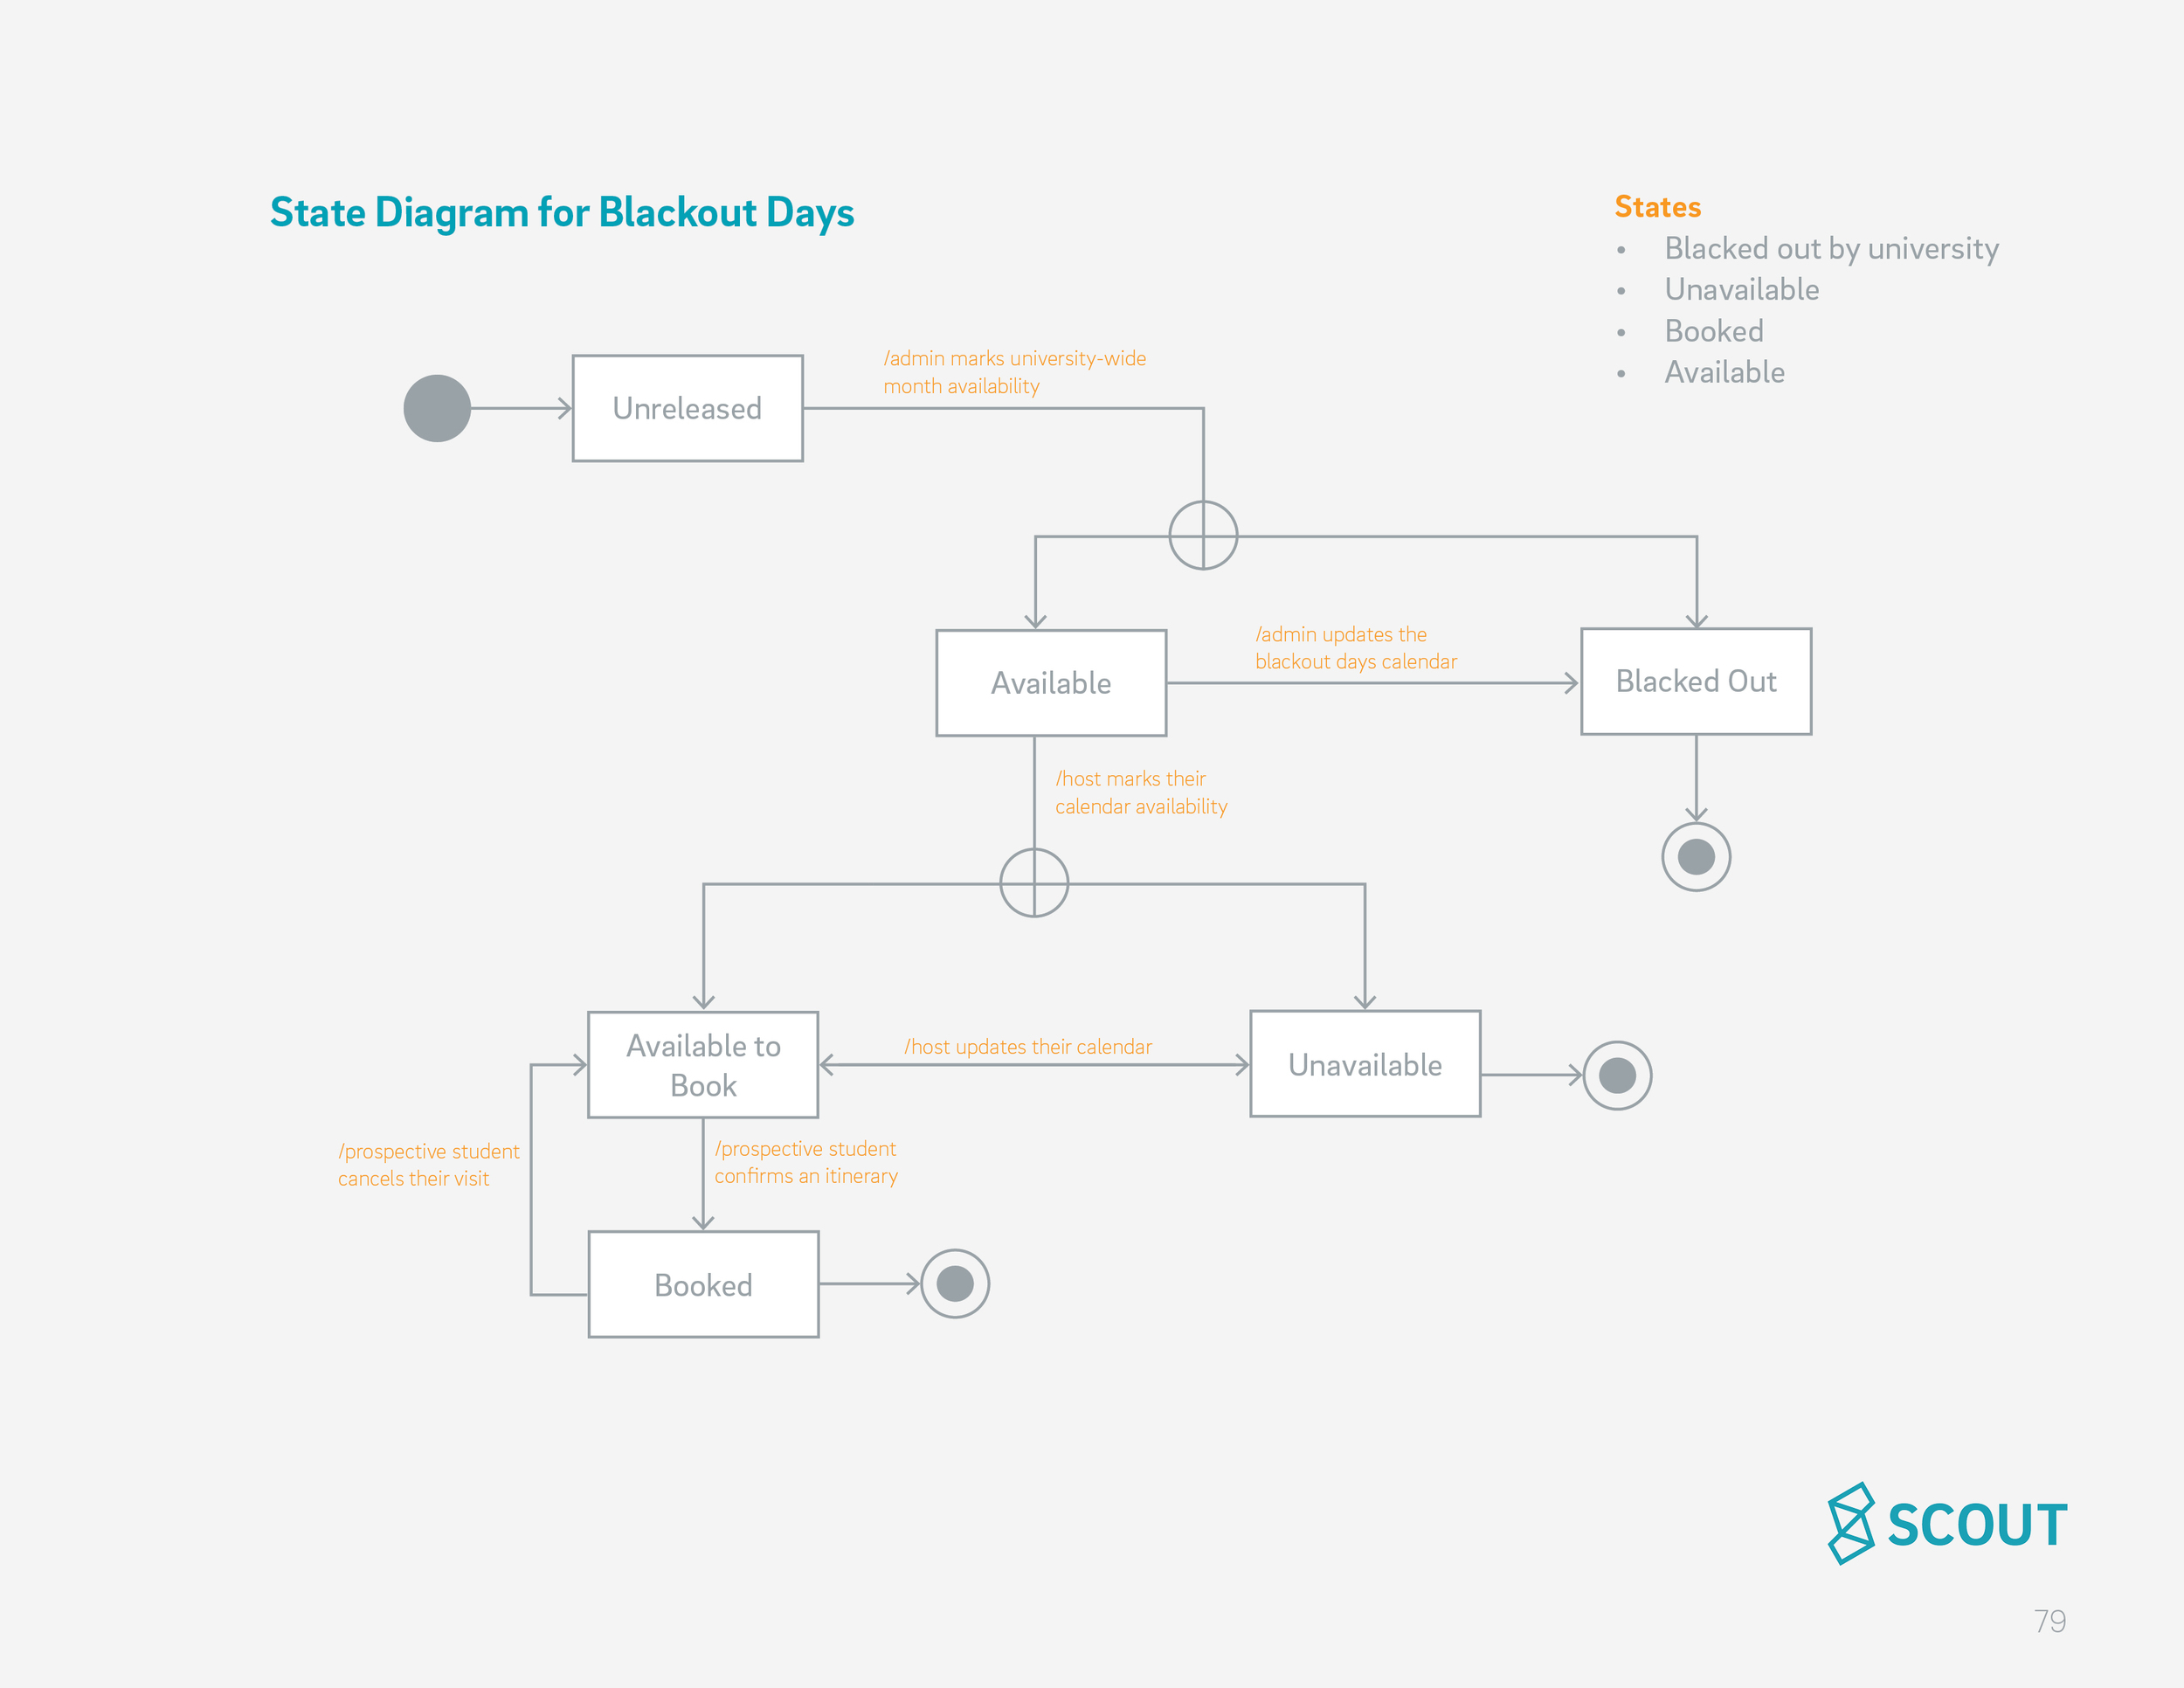 State Diagram for Blackout Days
States
• Blacked out by university
• Unavailable
• Booked
• Available
/admin marks university-wide
month availability
Unreleased
/admin updates the
blackout days calendar
Available
Blacked Out
/host marks their
calendar availability
Available to
Book
/host updates their calendar
Unavailable
/prospective student
cancels their visit
/prospective student
confirms an itinerary
Booked
SCOUT
79